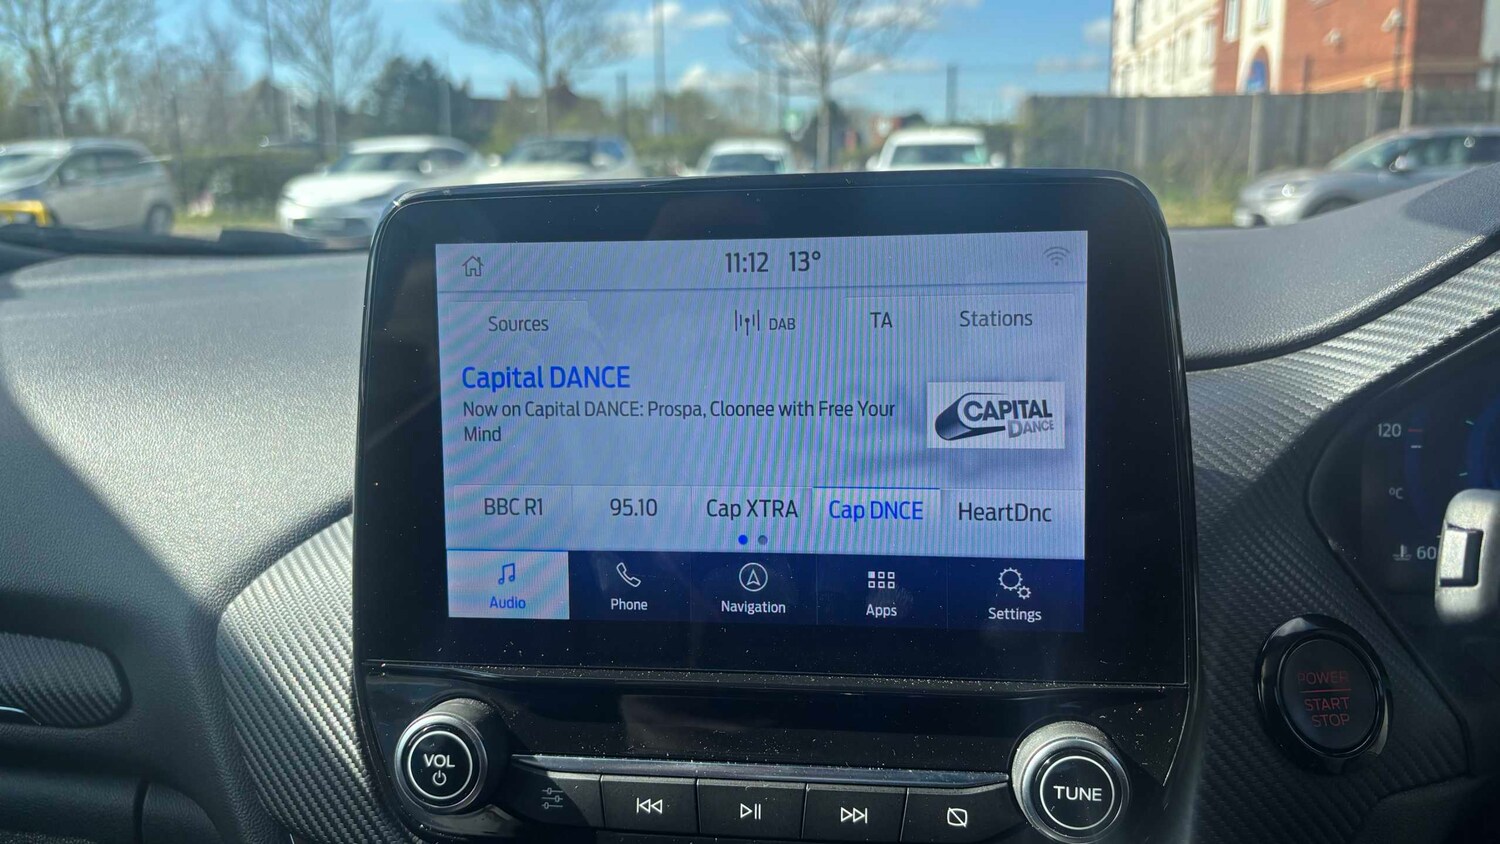 11:12 13°
Sources
DAB
TA
Stations
Capital DANCE
Now on Capital DANCE: Prospa, Cloonee with Free Your
Mind
CAPITAL
DANCE
BBC R1
95.10
Cap XTRA
Cap DNCE
HeartDnc
Audio
Phone
Navigation
Apps
Settings
VOL
TUNE
POWER
START
STOP
120
°C
60